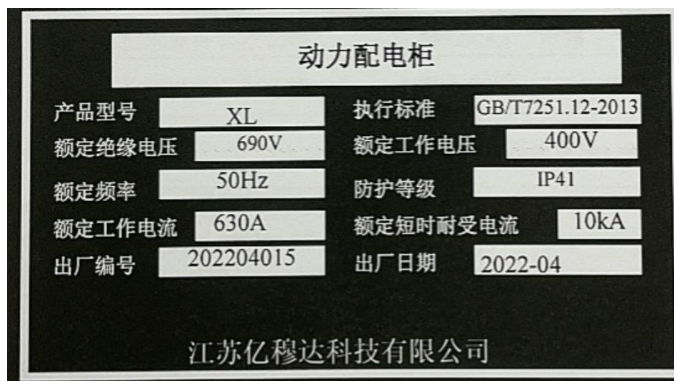 动力配电柜
产品型号 XL 执行标准 GB/T7251.12-2013
额定绝缘电压 690V 额定工作电压 400V
额定频率 50Hz 防护等级 IP41
额定工作电流 630A 额定短时耐受电流 10kA
出厂编号 202204015 出厂日期 2022-04
江苏亿穆达科技有限公司